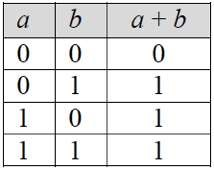 a b a + b
0 0 0
0 1 1
1 0 1
1 1 1